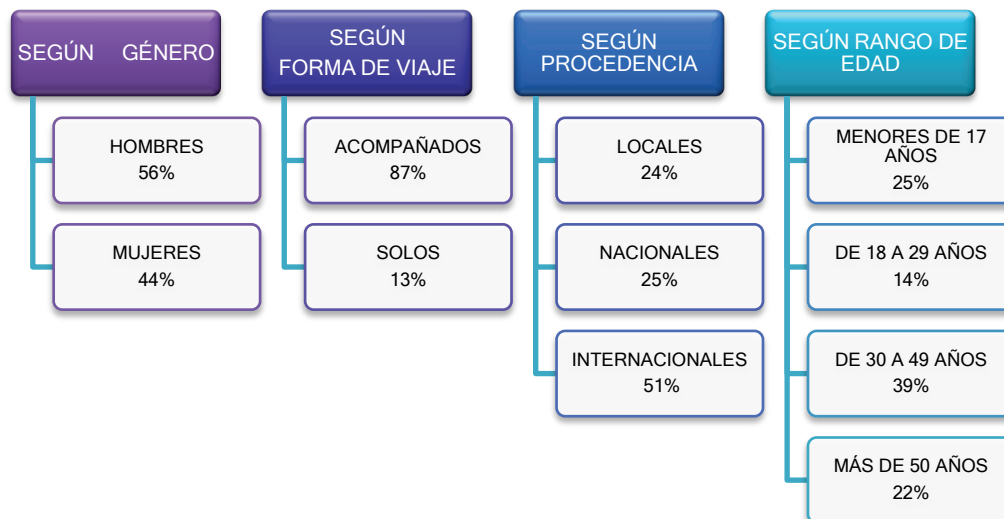 SEGÚN GÉNERO
HOMBRES
56%
MUJERES
44%
SEGÚN
FORMA DE VIAJE
ACOMPAÑADOS
87%
SOLOS
13%
SEGÚN
PROCEDENCIA
LOCALES
24%
NACIONALES
25%
INTERNACIONALES
51%
SEGÚN RANGO DE
EDAD
MENORES DE 17
AÑOS
25%
DE 18 A 29 AÑOS
14%
DE 30 A 49 AÑOS
39%
MÁS DE 50 AÑOS
22%